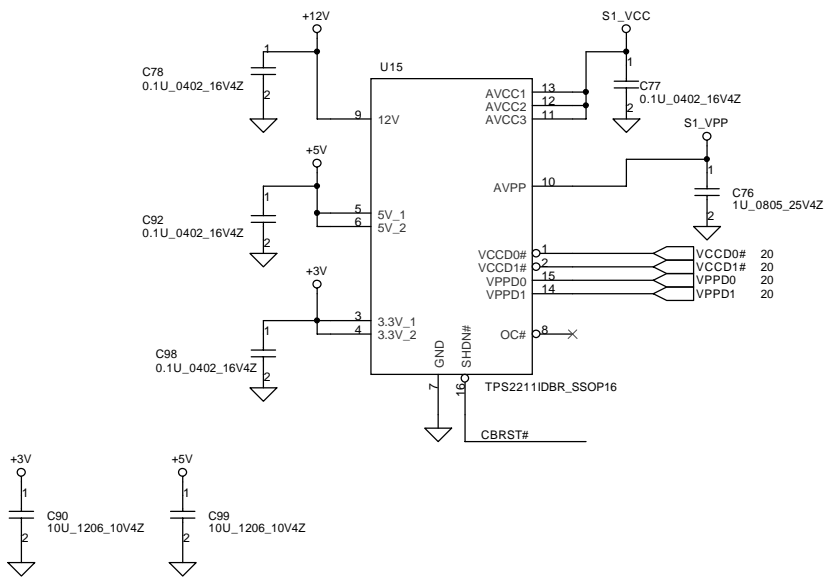 +12V
S1_VCC
1
C78
0.1U_0402_16V4Z
2
U15
1
C77
0.1U_0402_16V4Z
2
9 12V
AVCC1 13
AVCC2 12
AVCC3 11
S1_VPP
+5V
1
C92
0.1U_0402_16V4Z
2
5 5V_1
6 5V_2
AVPP 10
1
C76
1U_0805_25V4Z
2
VCCD0# 1 VCCD0# 20
VCCD1# 2 VCCD1# 20
VPPD0 15 VPPD0 20
VPPD1 14 VPPD1 20
+3V
1
C98
0.1U_0402_16V4Z
2
3 3.3V_1
4 3.3V_2
OC# 8
GND
SHDN#
7
16
TPS2211IDBR_SSOP16
CBRST#
+3V
1
C90
10U_1206_10V4Z
2
+5V
1
C99
10U_1206_10V4Z
2